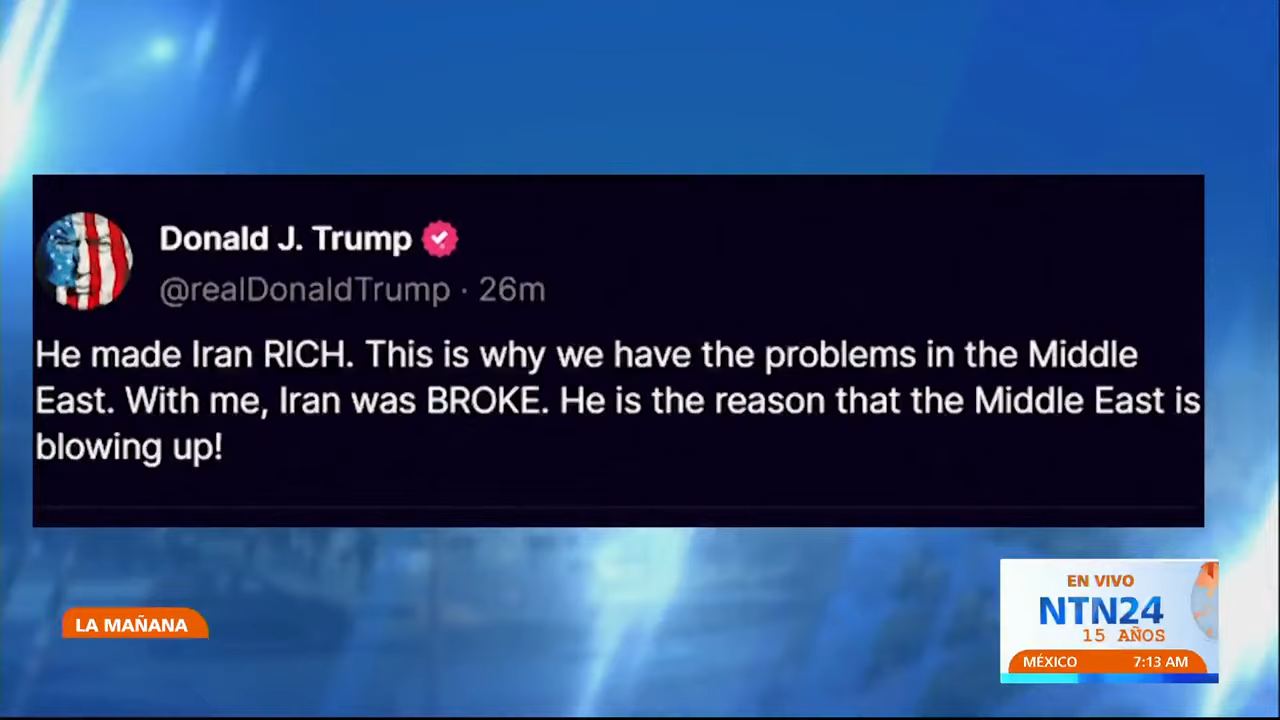 Donald J. Trump
@realDonaldTrump · 26m
He made Iran RICH. This is why we have the problems in the Middle
East. With me, Iran was BROKE. He is the reason that the Middle East is
blowing up!
LA MAÑANA
EN VIVO
NTN24
15 AÑOS
MÉXICO 7:13 AM